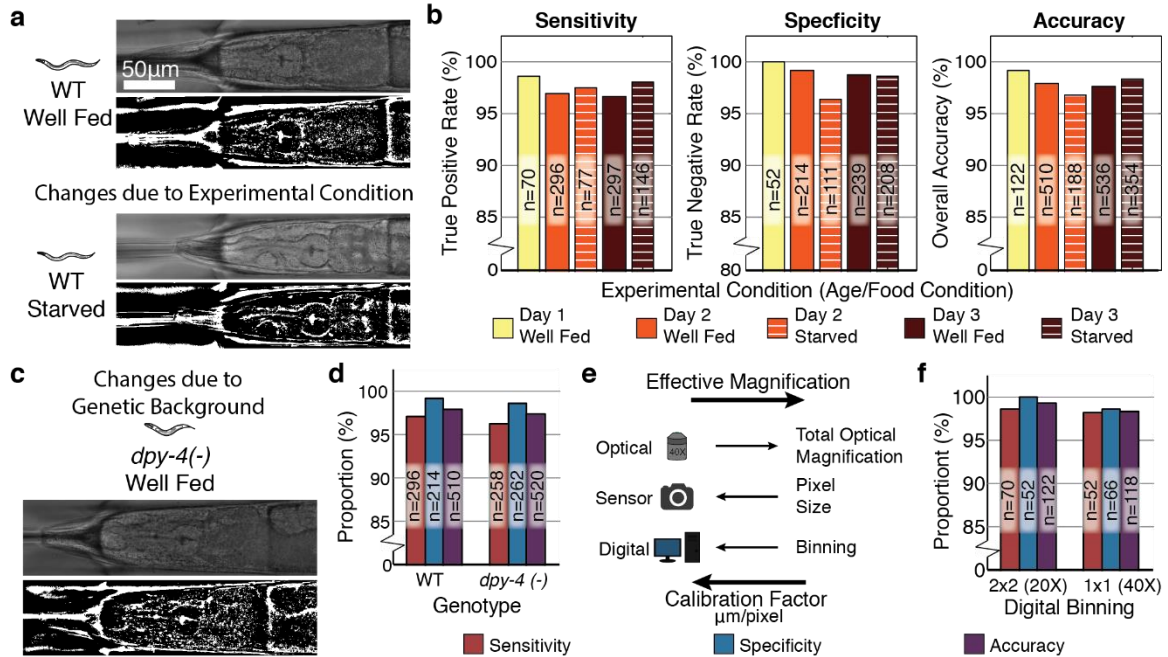 a
WT
Well Fed
50μm
Changes due to Experimental Condition
WT
Starved
b
Sensitivity
True Positive Rate (%)
100
95
90
85
0
n=70
n=296
n=77
n=297
n=146
Specficity
True Negative Rate (%)
100
95
90
85
80
n=52
n=214
n=111
n=239
n=208
Accuracy
Overall Accuracy (%)
100
95
90
85
0
n=122
n=510
n=188
n=536
n=354
Experimental Condition (Age/Food Condition)
Day 1
Well Fed
Day 2
Well Fed
Day 2
Starved
Day 3
Well Fed
Day 3
Starved
c
Changes due to
Genetic Background
dpy-4(-)
Well Fed
d
Proportion (%)
100
95
90
85
0
n=296
n=214
n=510
n=258
n=262
n=520
WT
dpy-4 (-)
Genotype
e
Effective Magnification
Optical
40X
Total Optical
Magnification
Sensor
Pixel
Size
Digital
Binning
Calibration Factor
μm/pixel
f
Proportiont (%)
100
95
90
85
0
n=70
n=52
n=122
n=52
n=66
n=118
2x2 (20X)
1x1 (40X)
Digital Binning
Sensitivity
Specificity
Accuracy